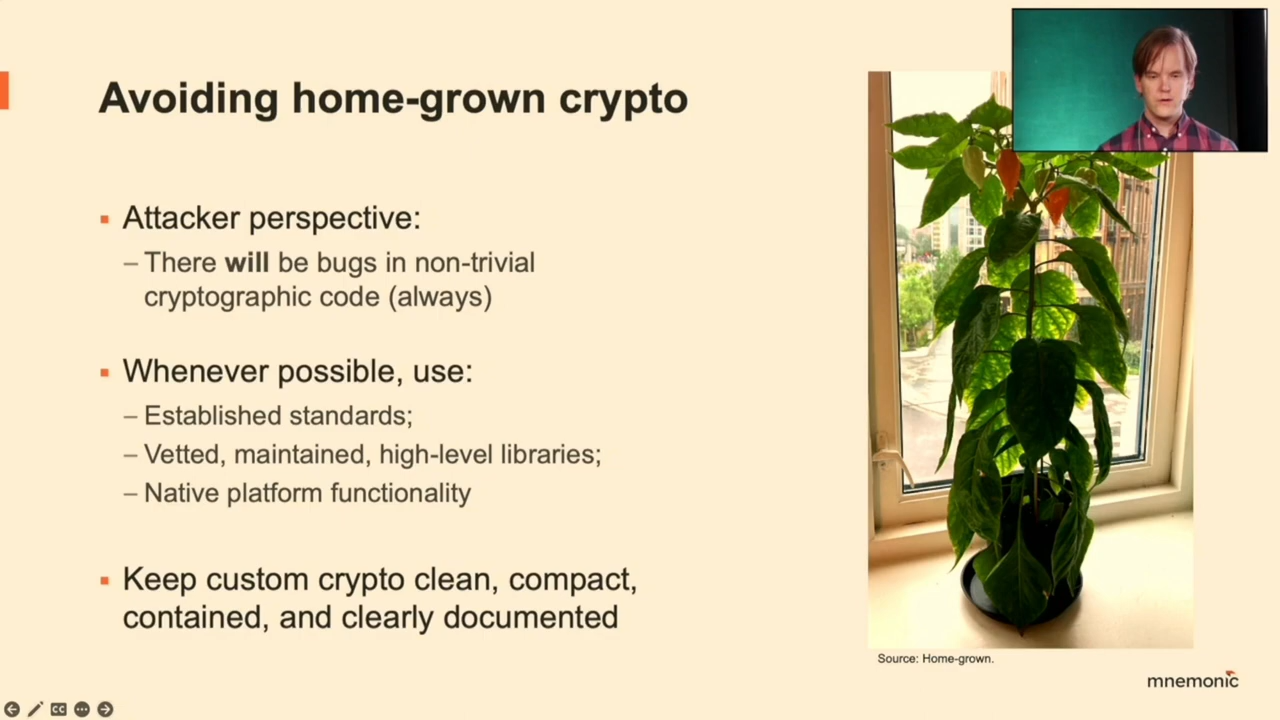 Avoiding home-grown crypto
▪ Attacker perspective:
– There will be bugs in non-trivial
cryptographic code (always)
▪ Whenever possible, use:
– Established standards;
– Vetted, maintained, high-level libraries;
– Native platform functionality
▪ Keep custom crypto clean, compact,
contained, and clearly documented
Source: Home-grown.
mnemonic
CC